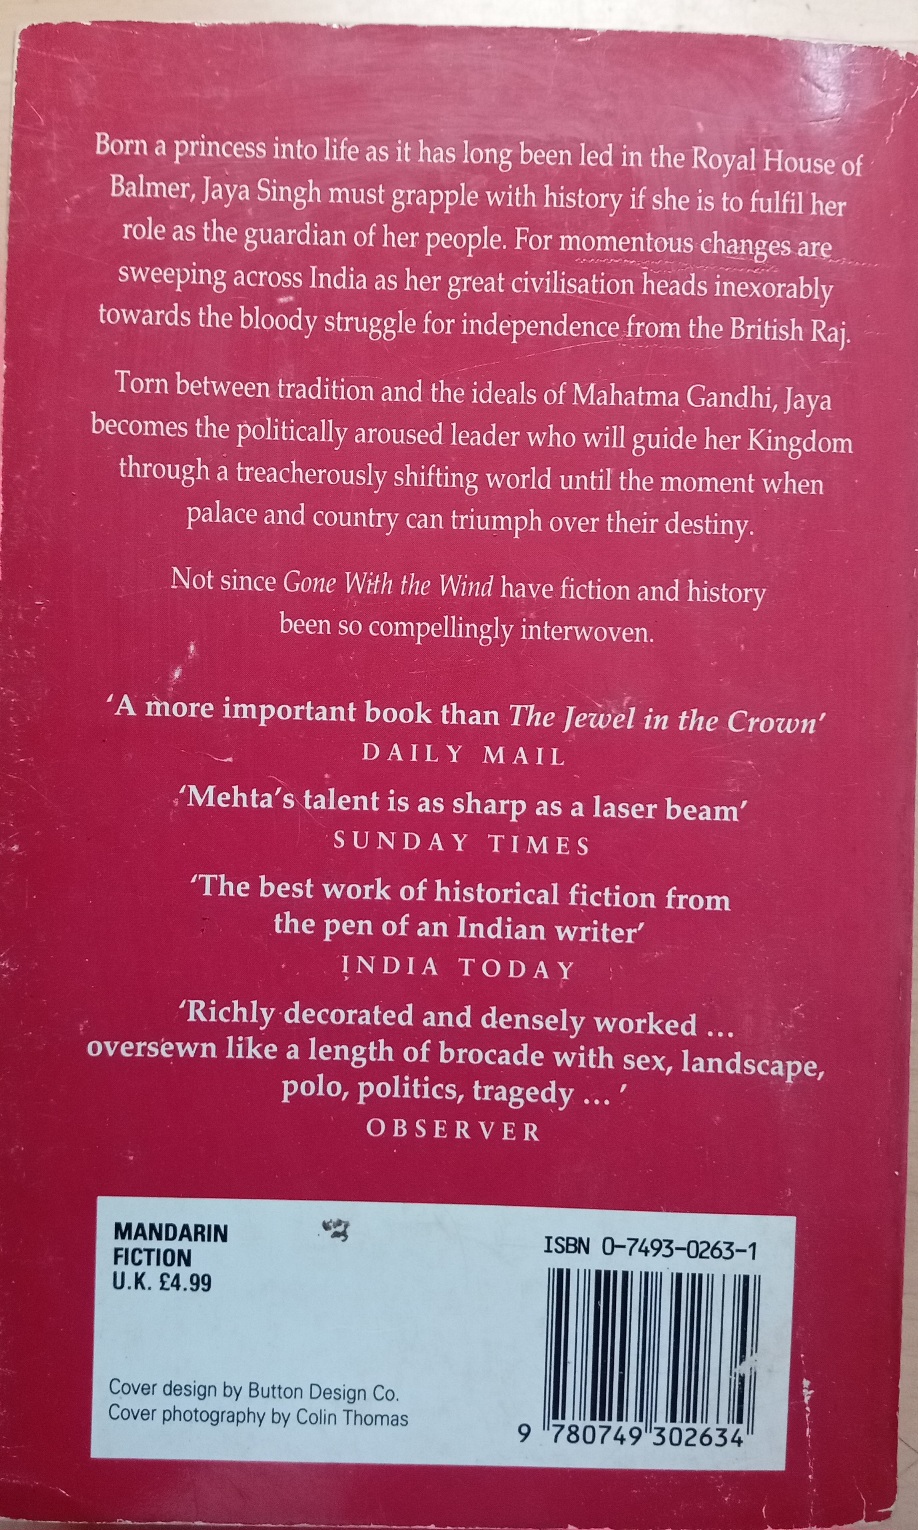 Born a princess into life as it has long been led in the Royal House of
Balmer, Jaya Singh must grapple with history if she is to fulfil her
role as the guardian of her people. For momentous changes are
sweeping across India as her great civilisation heads inexorably
towards the bloody struggle for independence from the British Raj.
Torn between tradition and the ideals of Mahatma Gandhi, Jaya
becomes the politically aroused leader who will guide her Kingdom
through a treacherously shifting world until the moment when
palace and country can triumph over their destiny.
Not since Gone With the Wind have fiction and history
been so compellingly interwoven.
‘A more important book than The Jewel in the Crown’
DAILY MAIL
‘Mehta’s talent is as sharp as a laser beam’
SUNDAY TIMES
‘The best work of historical fiction from
the pen of an Indian writer’
INDIA TODAY
‘Richly decorated and densely worked ...
oversewn like a length of brocade with sex, landscape,
polo, politics, tragedy ... ’
OBSERVER
MANDARIN
FICTION
U.K. £4.99
ISBN 0-7493-0263-1
Cover design by Button Design Co.
Cover photography by Colin Thomas
9 780749 302634